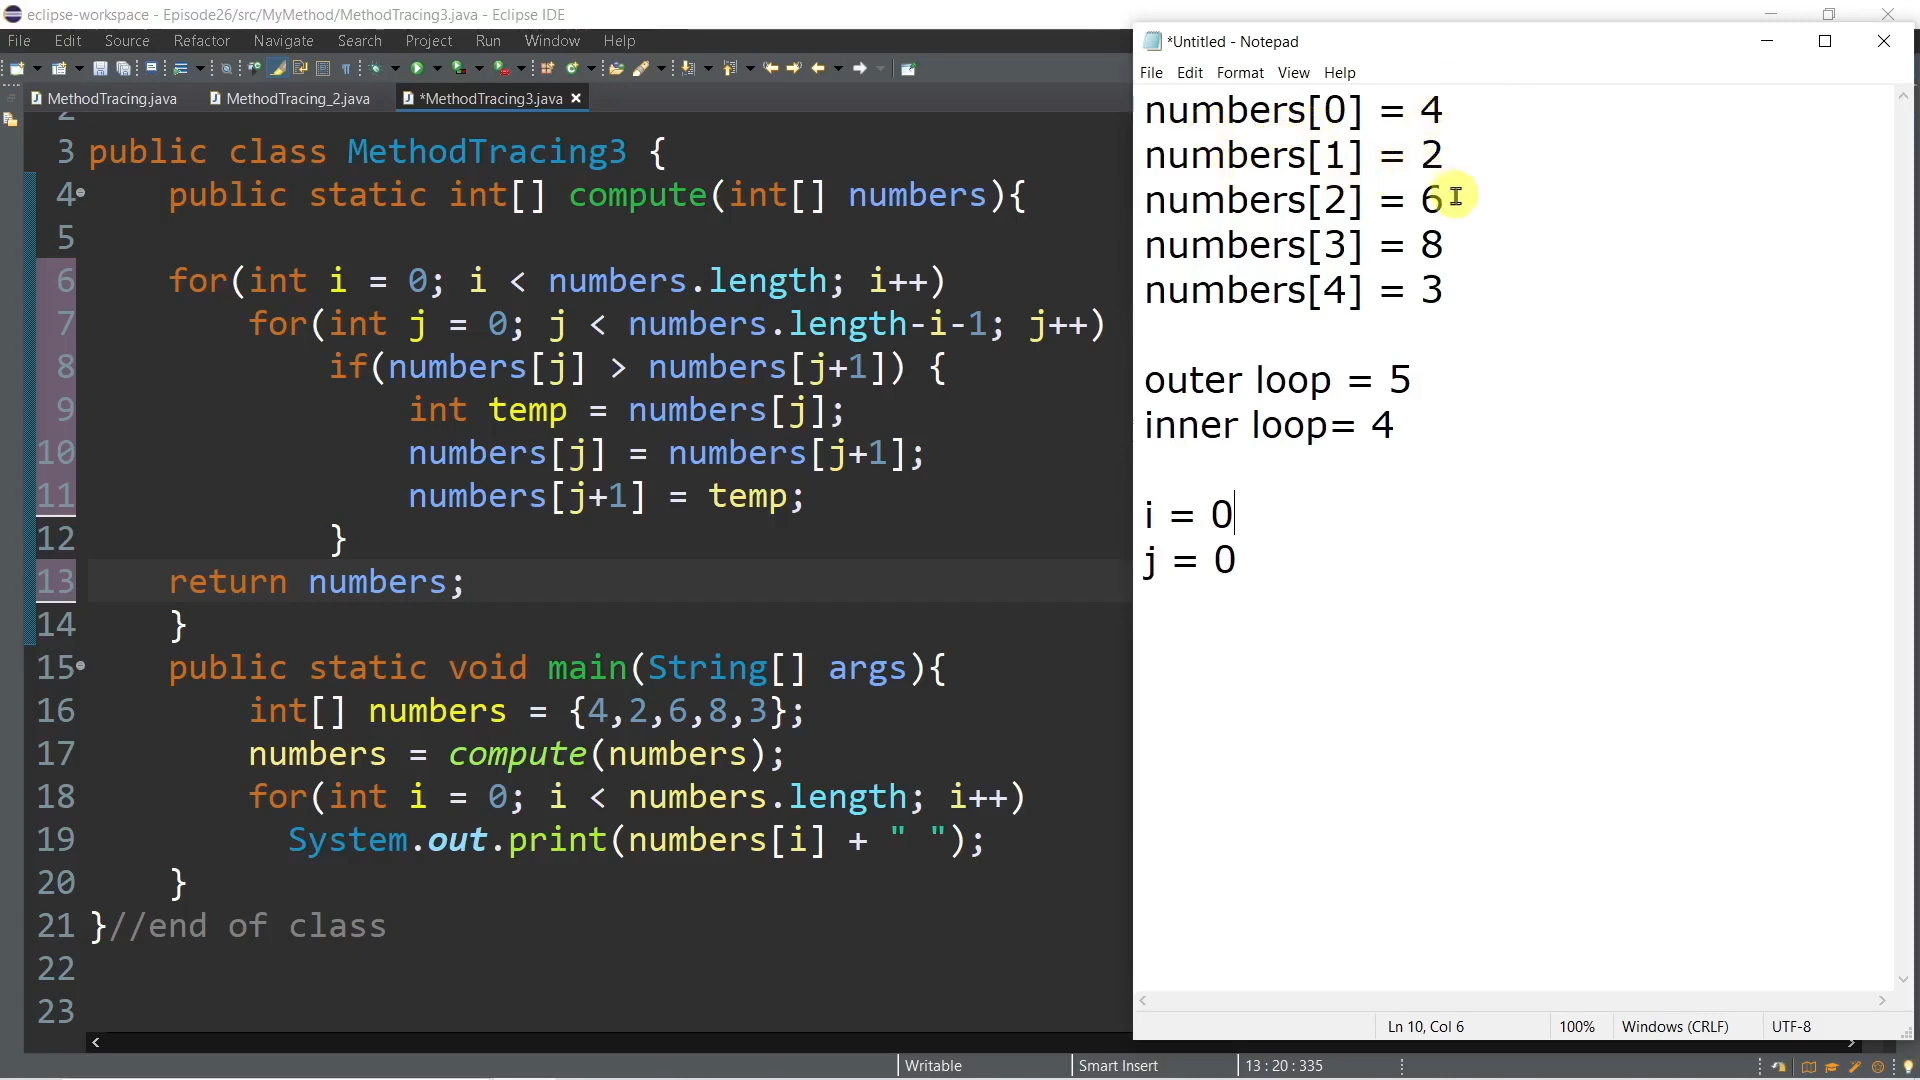 eclipse-workspace - Episode26/src/MyMethod/MethodTracing3.java - Eclipse IDE
File Edit Source Refactor Navigate Search Project Run Window Help
MethodTracing.java MethodTracing_2.java *MethodTracing3.java
2
3 public class MethodTracing3 {
4 public static int[] compute(int[] numbers){
5
6 for(int i = 0; i < numbers.length; i++)
7 for(int j = 0; j < numbers.length-i-1; j++)
8 if(numbers[j] > numbers[j+1]) {
9 int temp = numbers[j];
10 numbers[j] = numbers[j+1];
11 numbers[j+1] = temp;
12 }
13 return numbers;
14 }
15 public static void main(String[] args){
16 int[] numbers = {4,2,6,8,3};
17 numbers = compute(numbers);
18 for(int i = 0; i < numbers.length; i++)
19 System.out.print(numbers[i] + " ");
20 }
21 }//end of class
22
23
Writable Smart Insert 13 : 20 : 335
*Untitled - Notepad
File Edit Format View Help
numbers[0] = 4
numbers[1] = 2
numbers[2] = 6
numbers[3] = 8
numbers[4] = 3
outer loop = 5
inner loop= 4
i = 0
j = 0
Ln 10, Col 6 100% Windows (CRLF) UTF-8